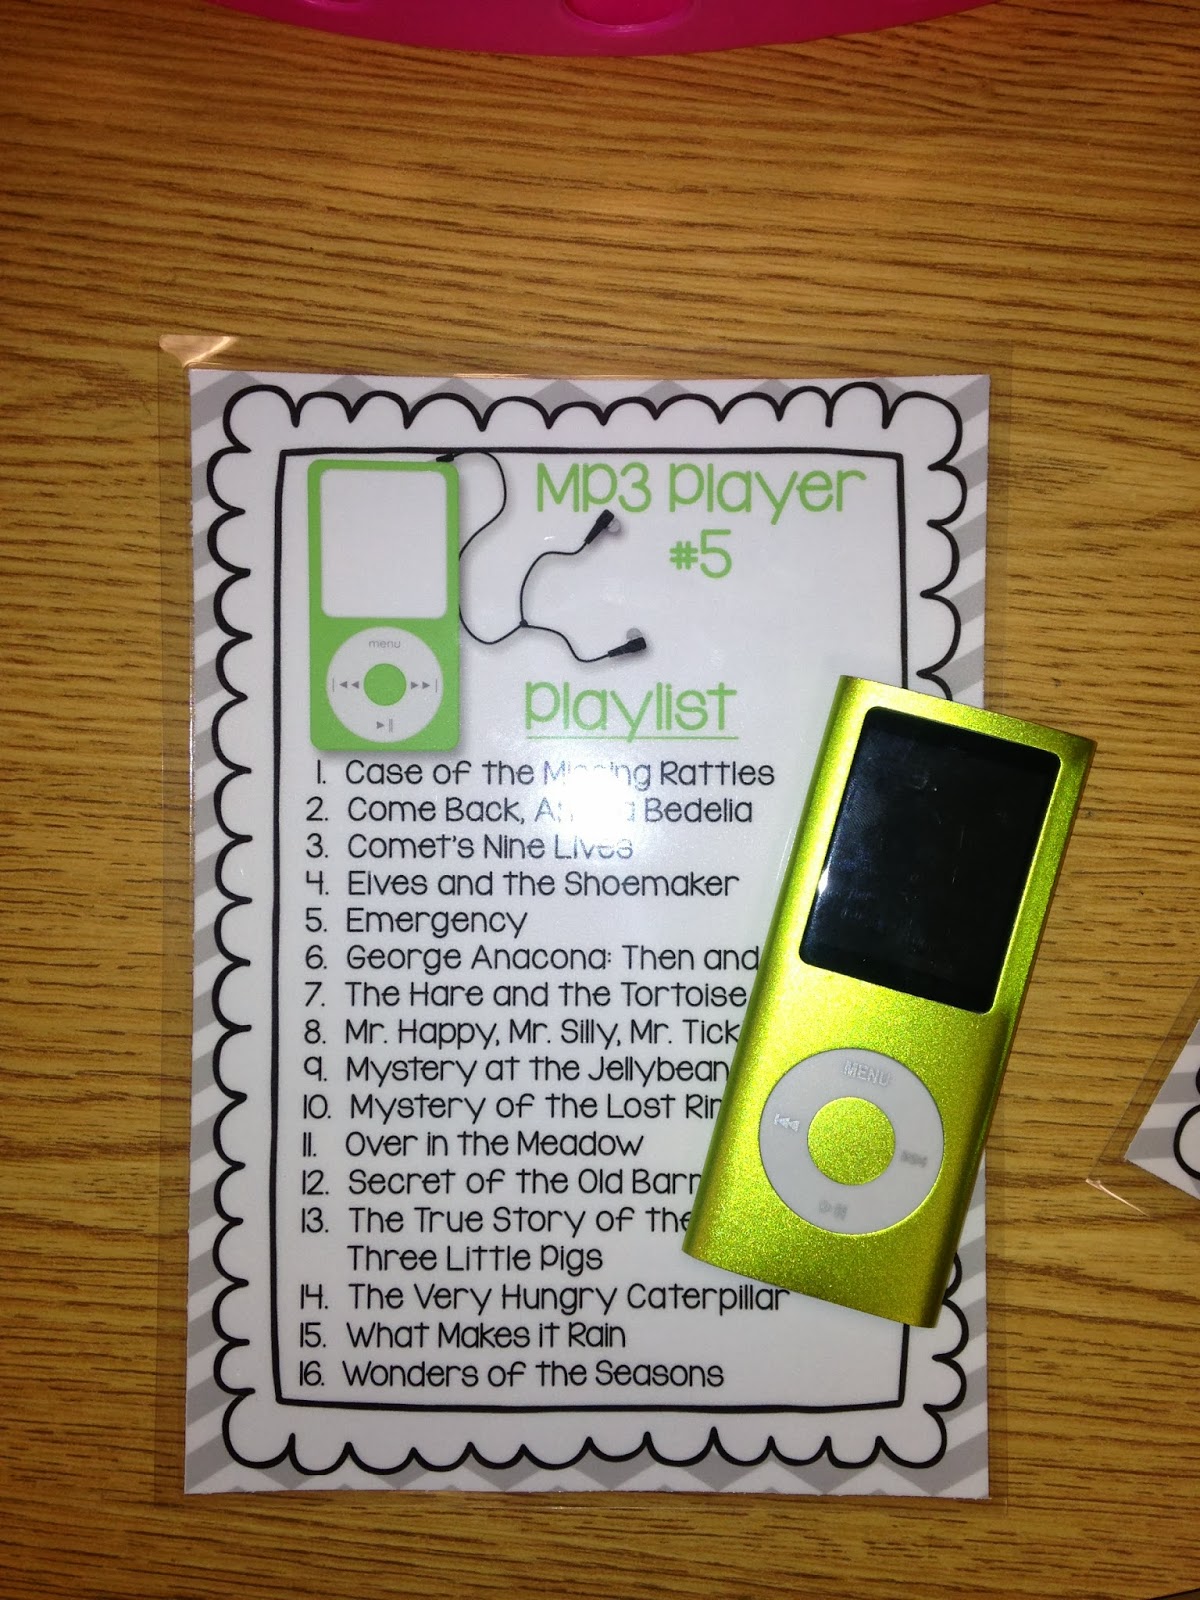 MP3 Player
#5
menu
Playlist
1. Case of the Missing Rattles
2. Come Back, Bedelia
3. Comet's Nine Lives
4. Elves and the Shoemaker
5. Emergency
6. George Anacona: Then and
7. The Hare and the Tortoise
8. Mr. Happy, Mr. Silly, Mr. Tick
9. Mystery at the Jellybean
10. Mystery of the Lost
11. Over in the Meadow
12. Secret of the Old Barn
13. The True Story of the
Three Little Pigs
14. The Very Hungry Caterpillar
15. What Makes it Rain
16. Wonders of the Seasons
MENU